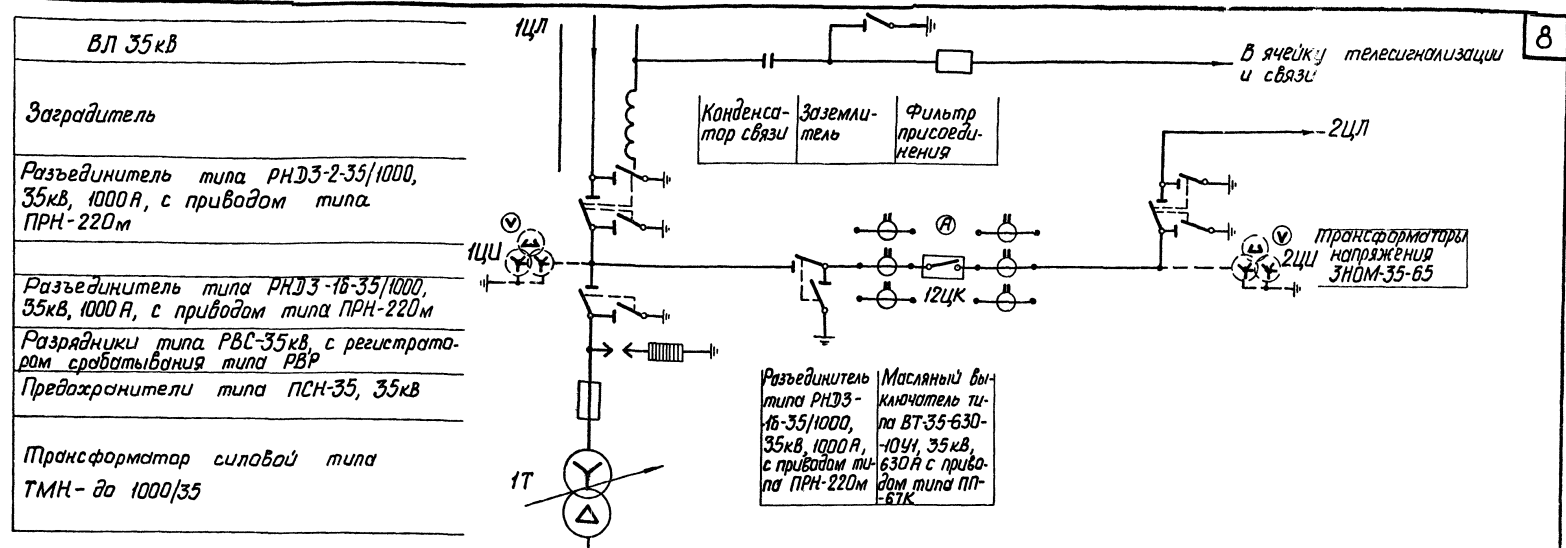 8
ВЛ 35кВ
Заградитель
Разъединитель типа РНДЗ-2-35/1000,
35кВ, 1000А, с приводом типа
ПРН-220м
Разъединитель типа РНДЗ-1б-35/1000,
35кВ, 1000А, с приводом типа ПРН-220м
Разрядники типа РВС-35кВ, с регистрато-
ром срабатывания типа РВР
Предохранители типа ПСН-35, 35кВ
Трансформатор силовой типа
ТМН- до 1000/35
1ЦЛ
В ячейку телесигнализации
и связи
Конденса-
тор связи
Заземли-
тель
Фильтр
присоеди-
нения
2ЦЛ
V
1ЦИ
А
12ЦК
V
2ЦИ
Трансформаторы
напряжения
ЗНОМ-35-65
Разъединитель
типа РНДЗ-
-1б-35/1000,
35кВ, 1000А,
с приводом ти-
па ПРН-220м
Масляный вы-
ключатель ти-
па ВТ-35-630-
-10У1, 35кВ,
630А с приво-
дом типа ПП-
-67К
1Т